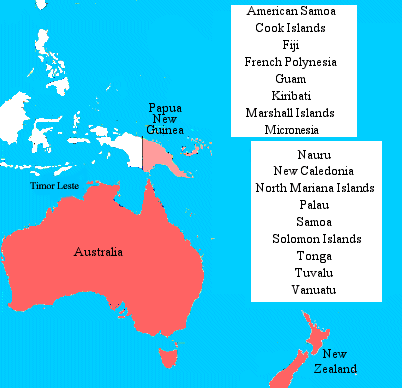 American Samoa
Cook Islands
Fiji
French Polynesia
Guam
Kiribati
Marshall Islands
Micronesia
Papua
New
Guinea
Nauru
New Caledonia
North Mariana Islands
Palau
Samoa
Solomon Islands
Tonga
Tuvalu
Vanuatu
Timor Leste
Australia
New
Zealand